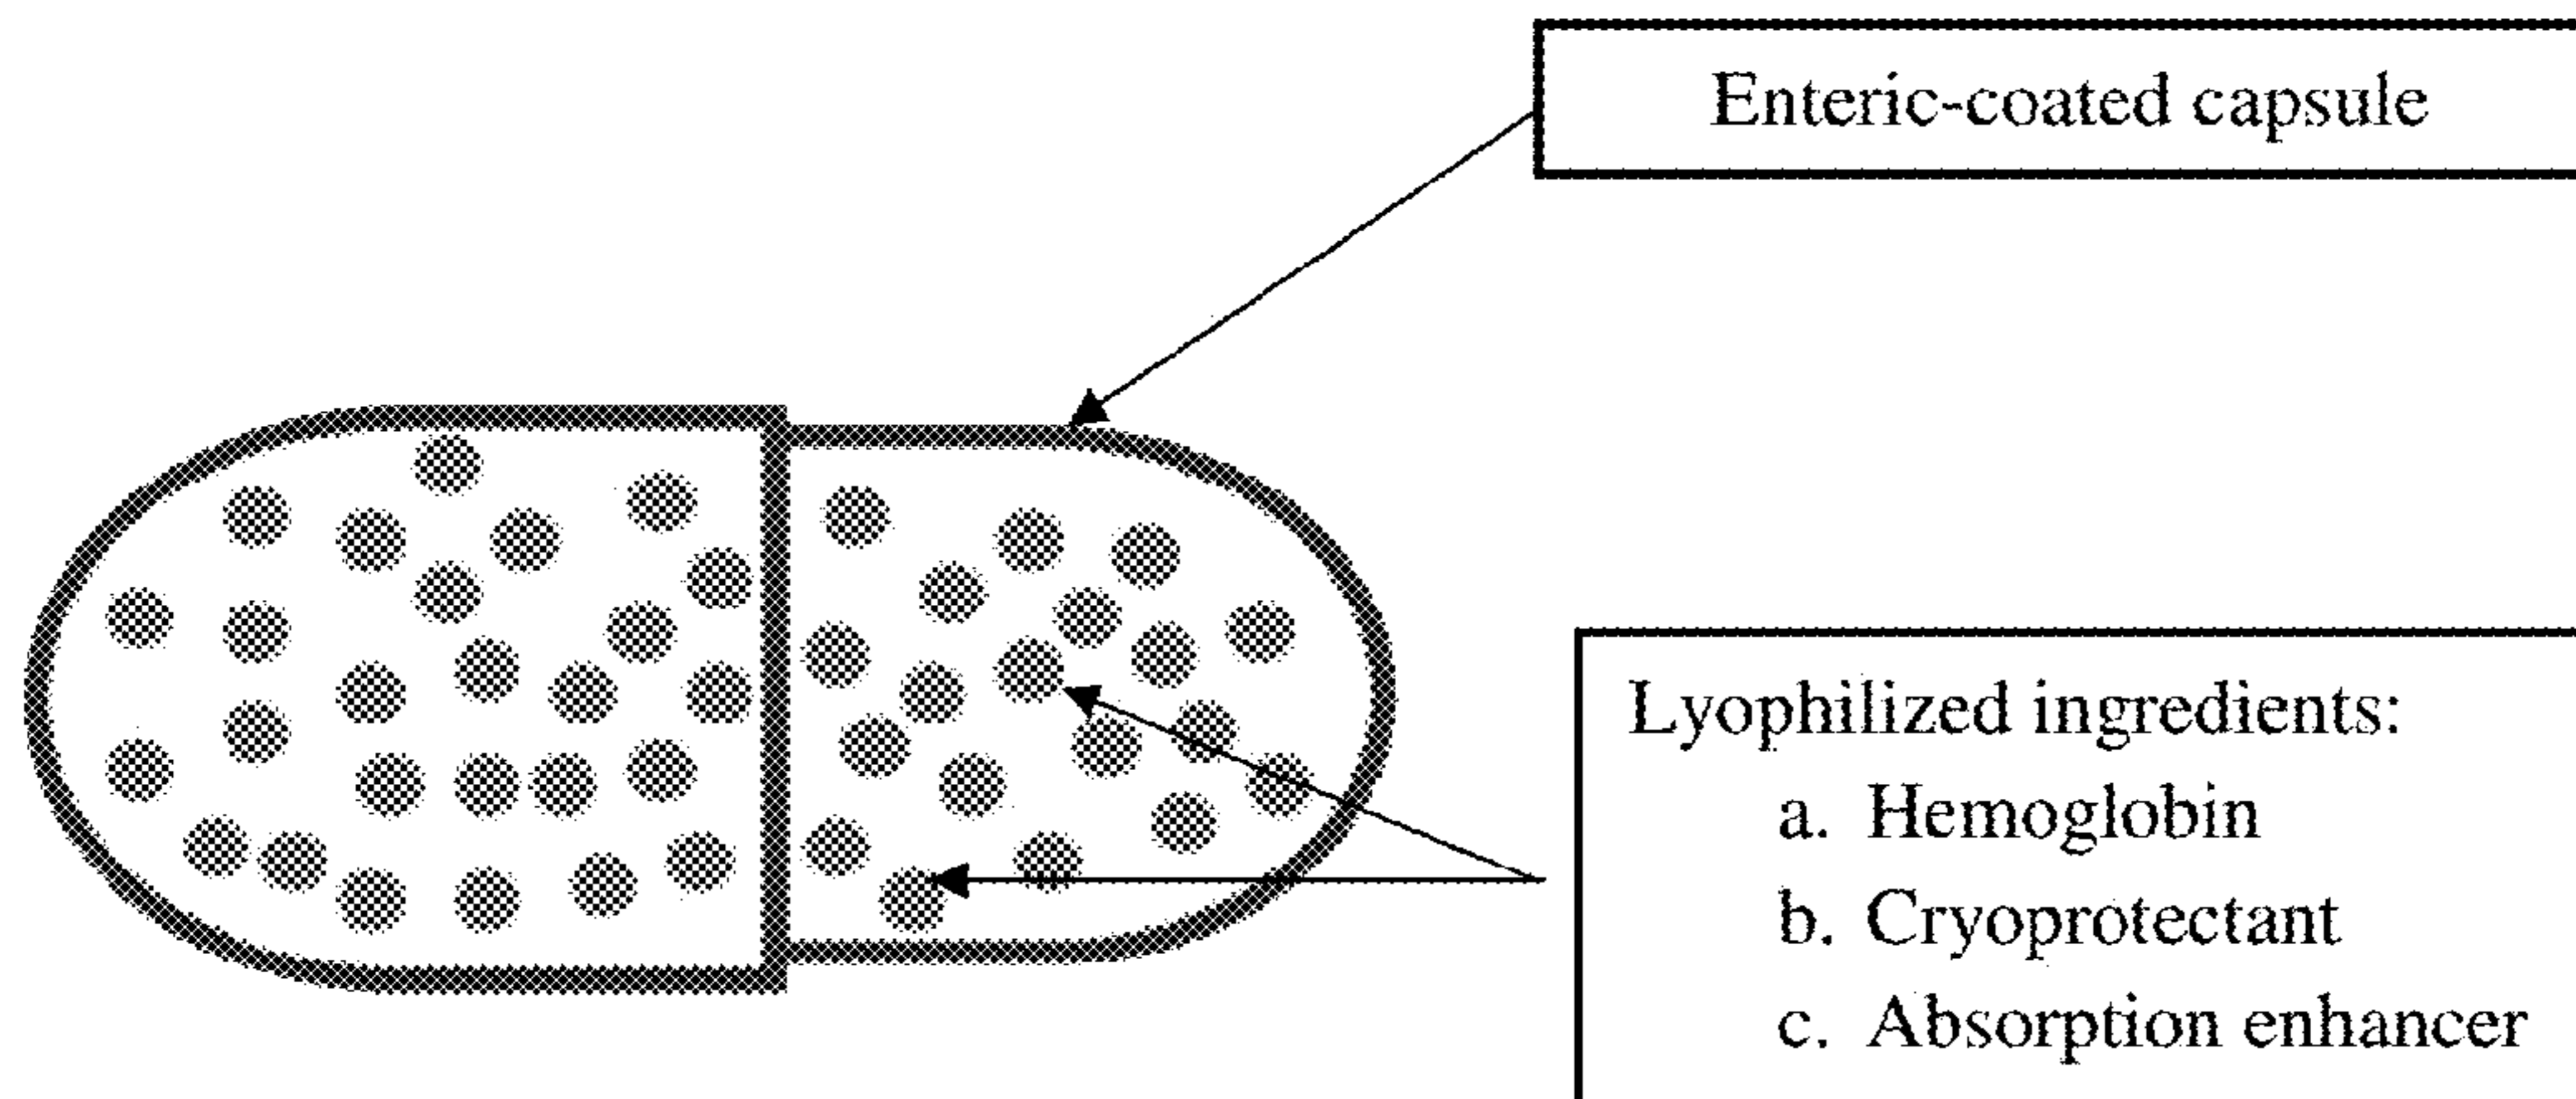 Enteric-coated capsule
Lyophilized ingredients:
a. Hemoglobin
b. Cryoprotectant
c. Absorption enhancer